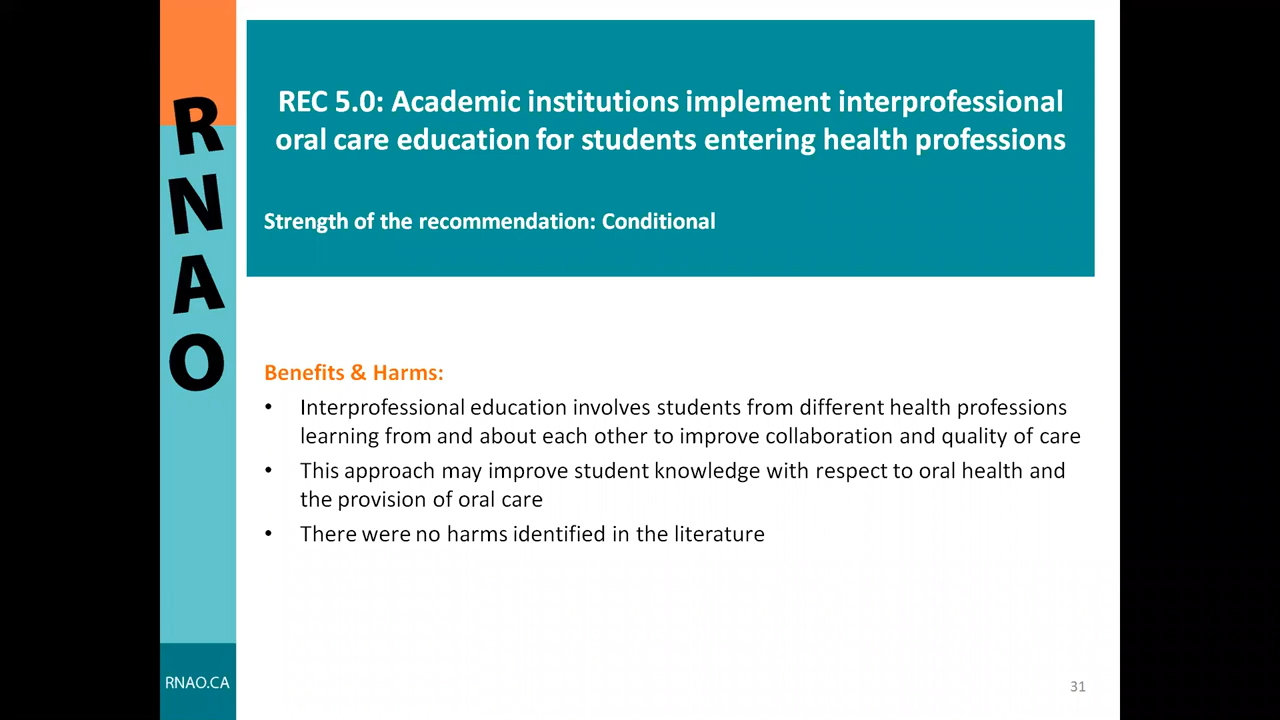 RNAO
REC 5.0: Academic institutions implement interprofessional
oral care education for students entering health professions
Strength of the recommendation: Conditional
Benefits & Harms:
• Interprofessional education involves students from different health professions
learning from and about each other to improve collaboration and quality of care
• This approach may improve student knowledge with respect to oral health and
the provision of oral care
• There were no harms identified in the literature
RNAO.CA
31